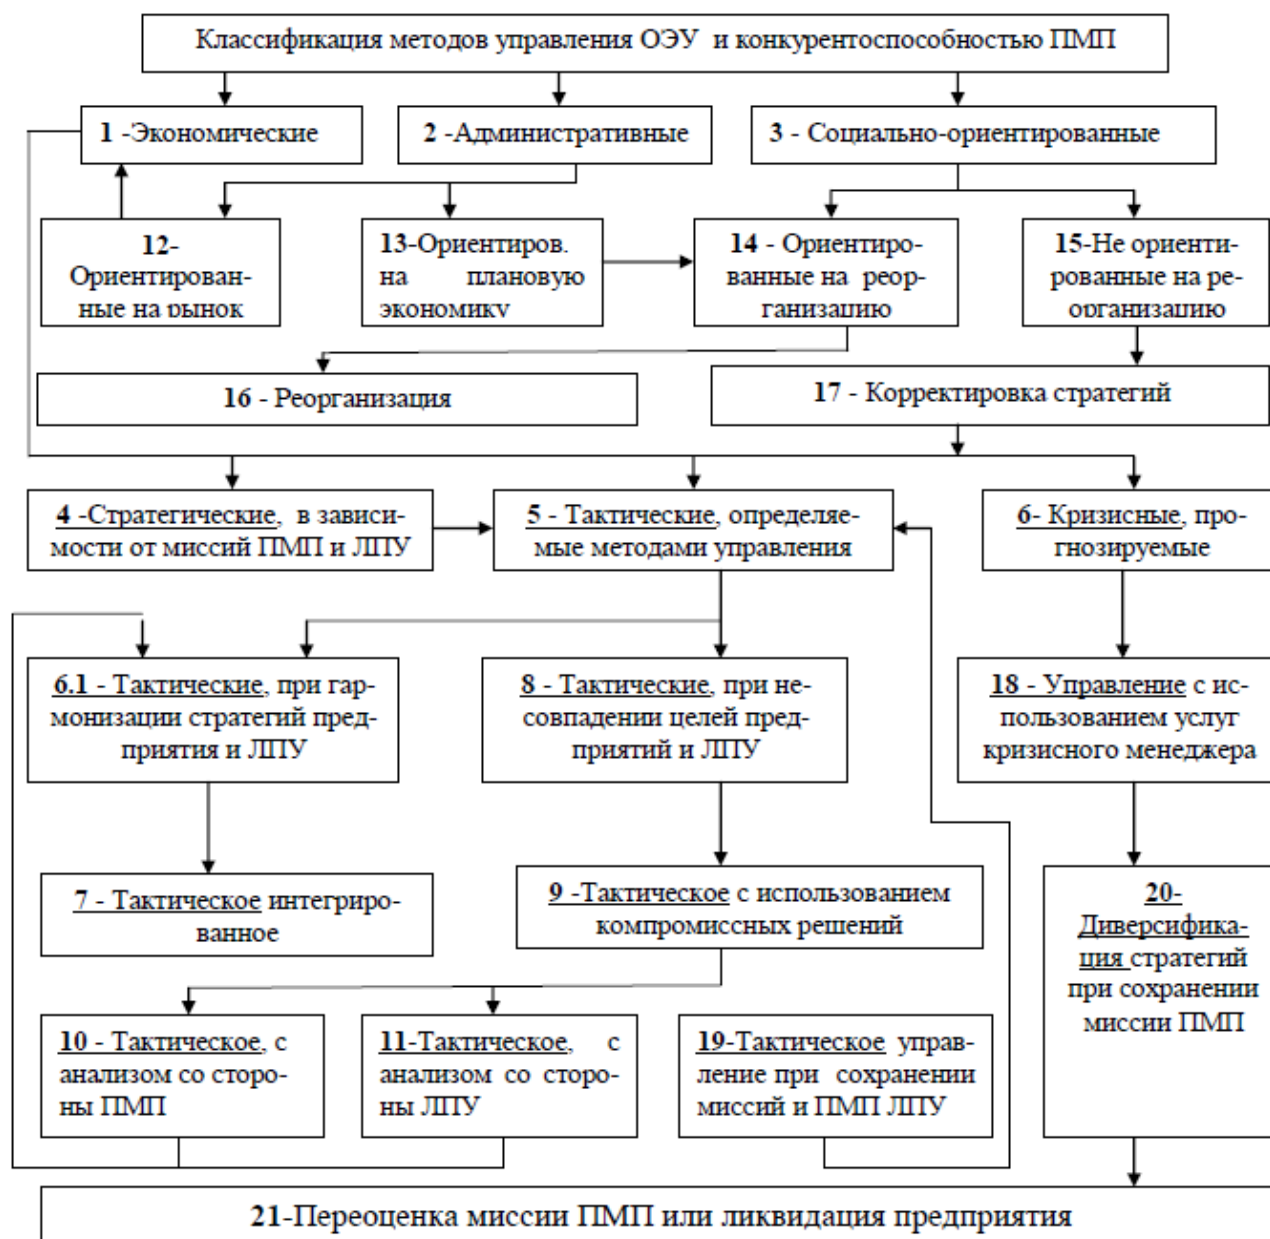 Классификация методов управления ОЭУ и конкурентоспособностью ПМП
1 -Экономические
2 -Административные
3 - Социально-ориентированные
12-
Ориентирован-
ные на рынок
13-Ориентиров.
на плановую
экономику
14 - Ориентиро-
ванные на реор-
ганизацию
15-Не ориенти-
рованные на ре-
организацию
16 - Реорганизация
17 - Корректировка стратегий
4 -Стратегические, в зависи-
мости от миссий ПМП и ЛПУ
5 - Тактические, определяе-
мые методами управления
6- Кризисные, про-
гнозируемые
6.1 - Тактические, при гар-
монизации стратегий пред-
приятия и ЛПУ
8 - Тактические, при не-
совпадении целей пред-
приятий и ЛПУ
18 - Управление с ис-
пользованием услуг
кризисного менеджера
7 - Тактическое интегриро-
ванное
9 -Тактическое с использованием
компромиссных решений
20-
Диверсифика-
ция стратегий
при сохранении
миссии ПМП
10 - Тактическое, с
анализом со сторо-
ны ПМП
11-Тактическое, с
анализом со сторо-
ны ЛПУ
19-Тактическое управ-
ление при сохранении
миссий и ПМП ЛПУ
21-Переоценка миссии ПМП или ликвидация предприятия